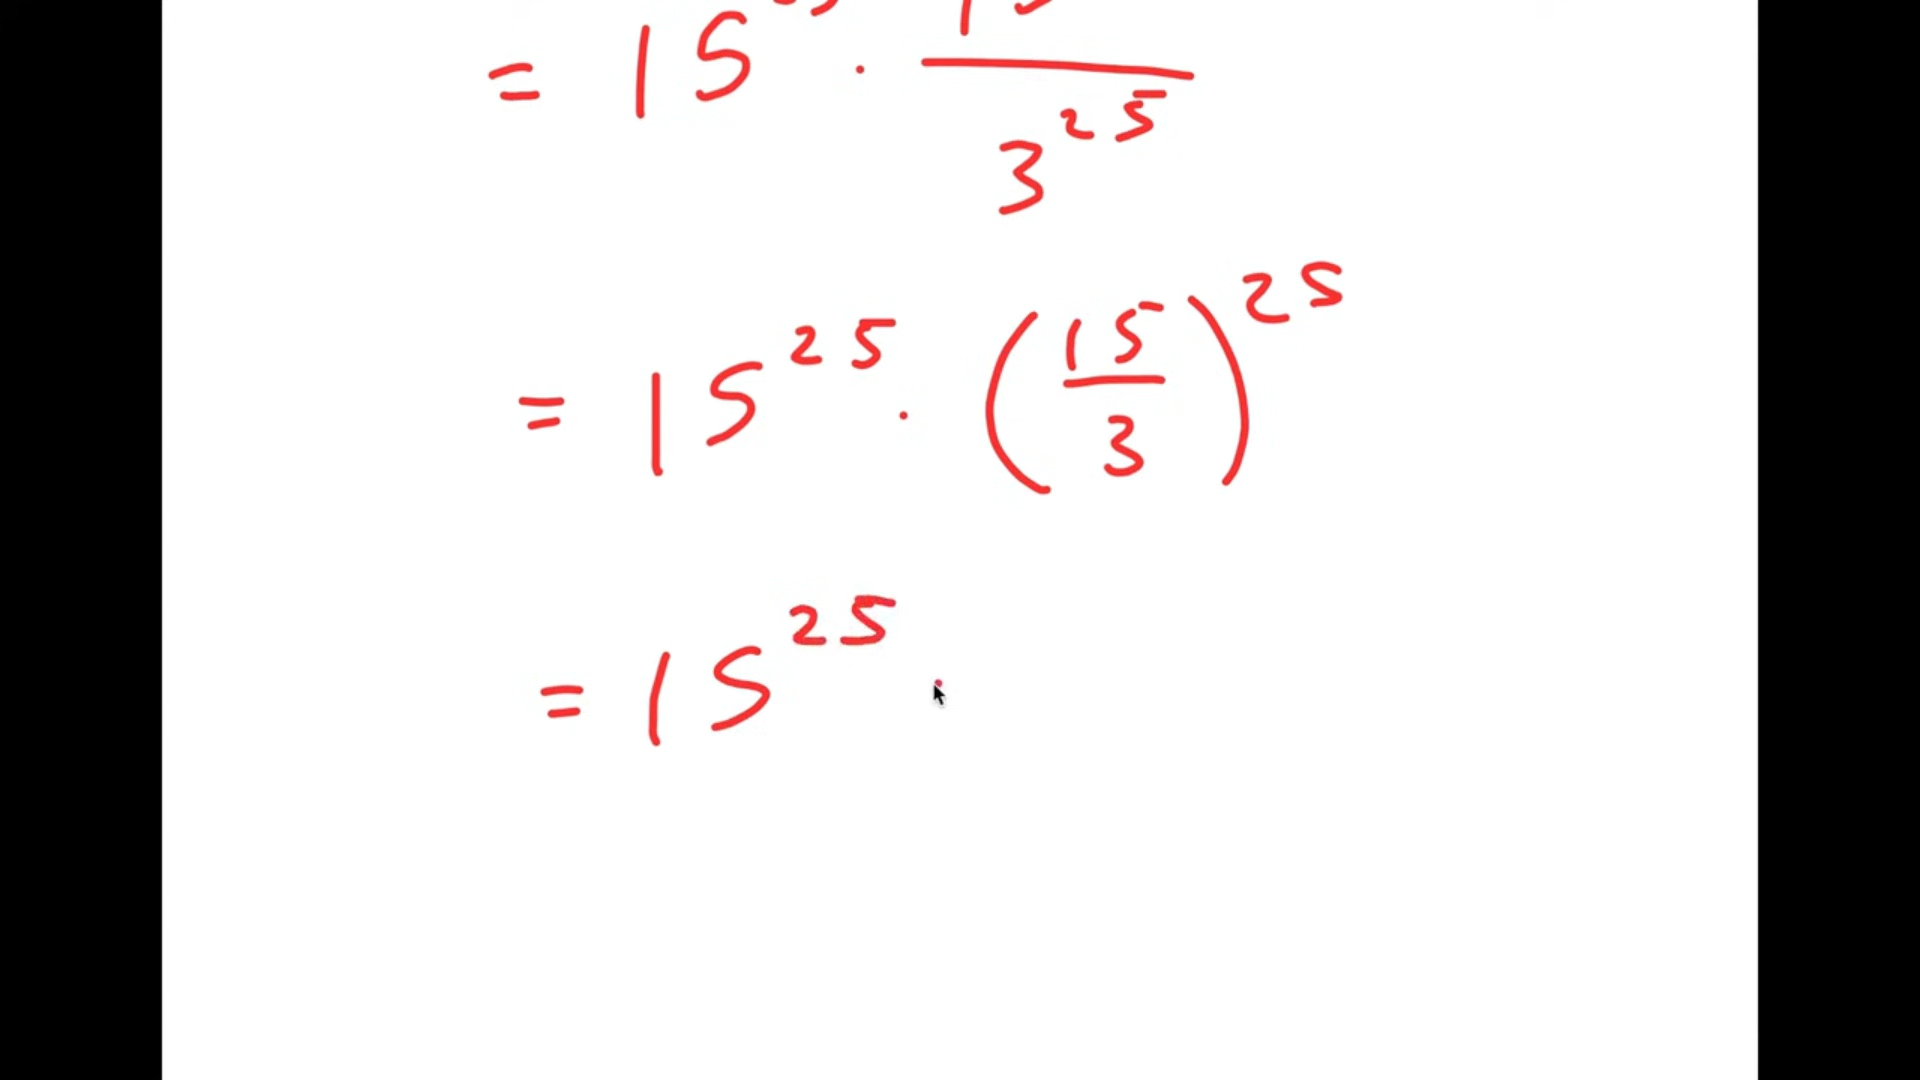 = 15 · ― 3^25
= 15^25 · (15/3)^25
= 15^25 ·